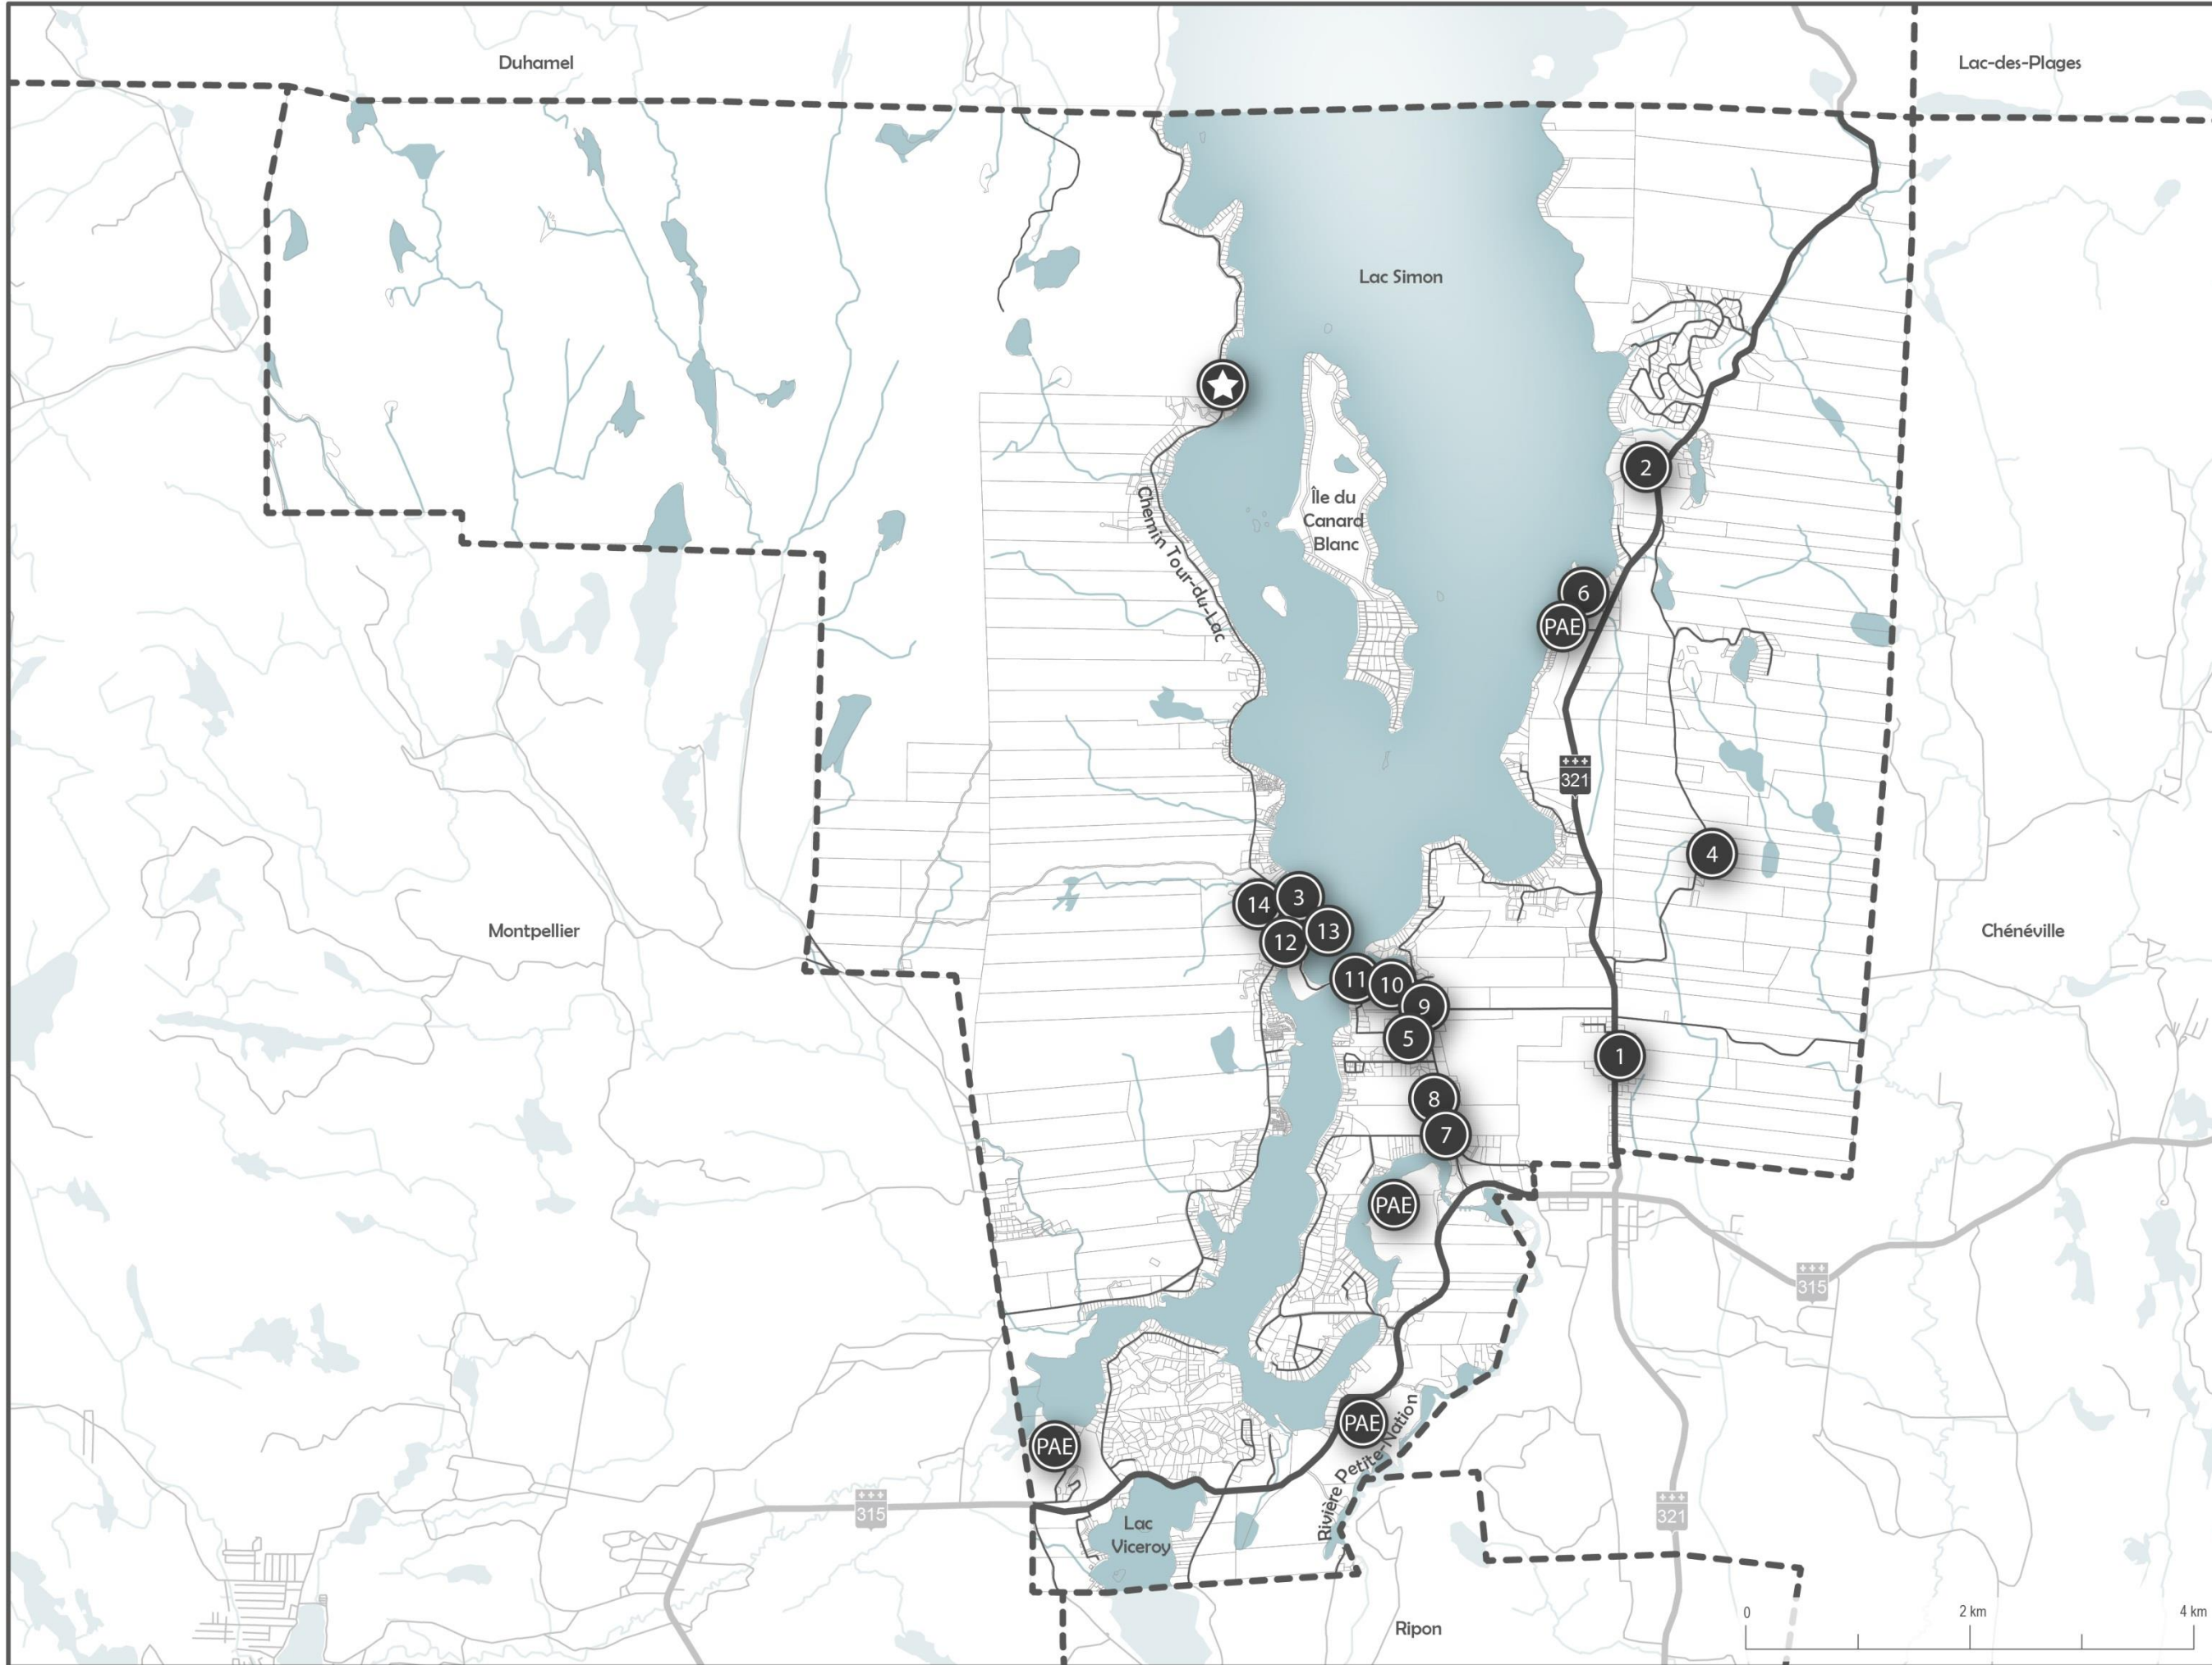 Duhamel
Lac-des-Plages
Lac Simon
2
Île du
Canard
Blanc
Chemin Tour-du-Lac
6
PAE
321
4
14
3
13
12
Montpellier
Chénéville
11
10
9
5
1
8
7
PAE
315
PAE
PAE
Rivière Petite-Nation
315
321
Lac
Viceroy
Ripon
0
2 km
4 km